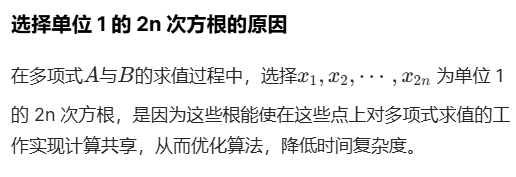 选择单位 1 的 2n 次方根的原因
在多项式A与B的求值过程中，选择x₁, x₂, ⋯, x₂ₙ 为单位 1
的 2n 次方根，是因为这些根能使在这些点上对多项式求值的工
作实现计算共享，从而优化算法，降低时间复杂度。